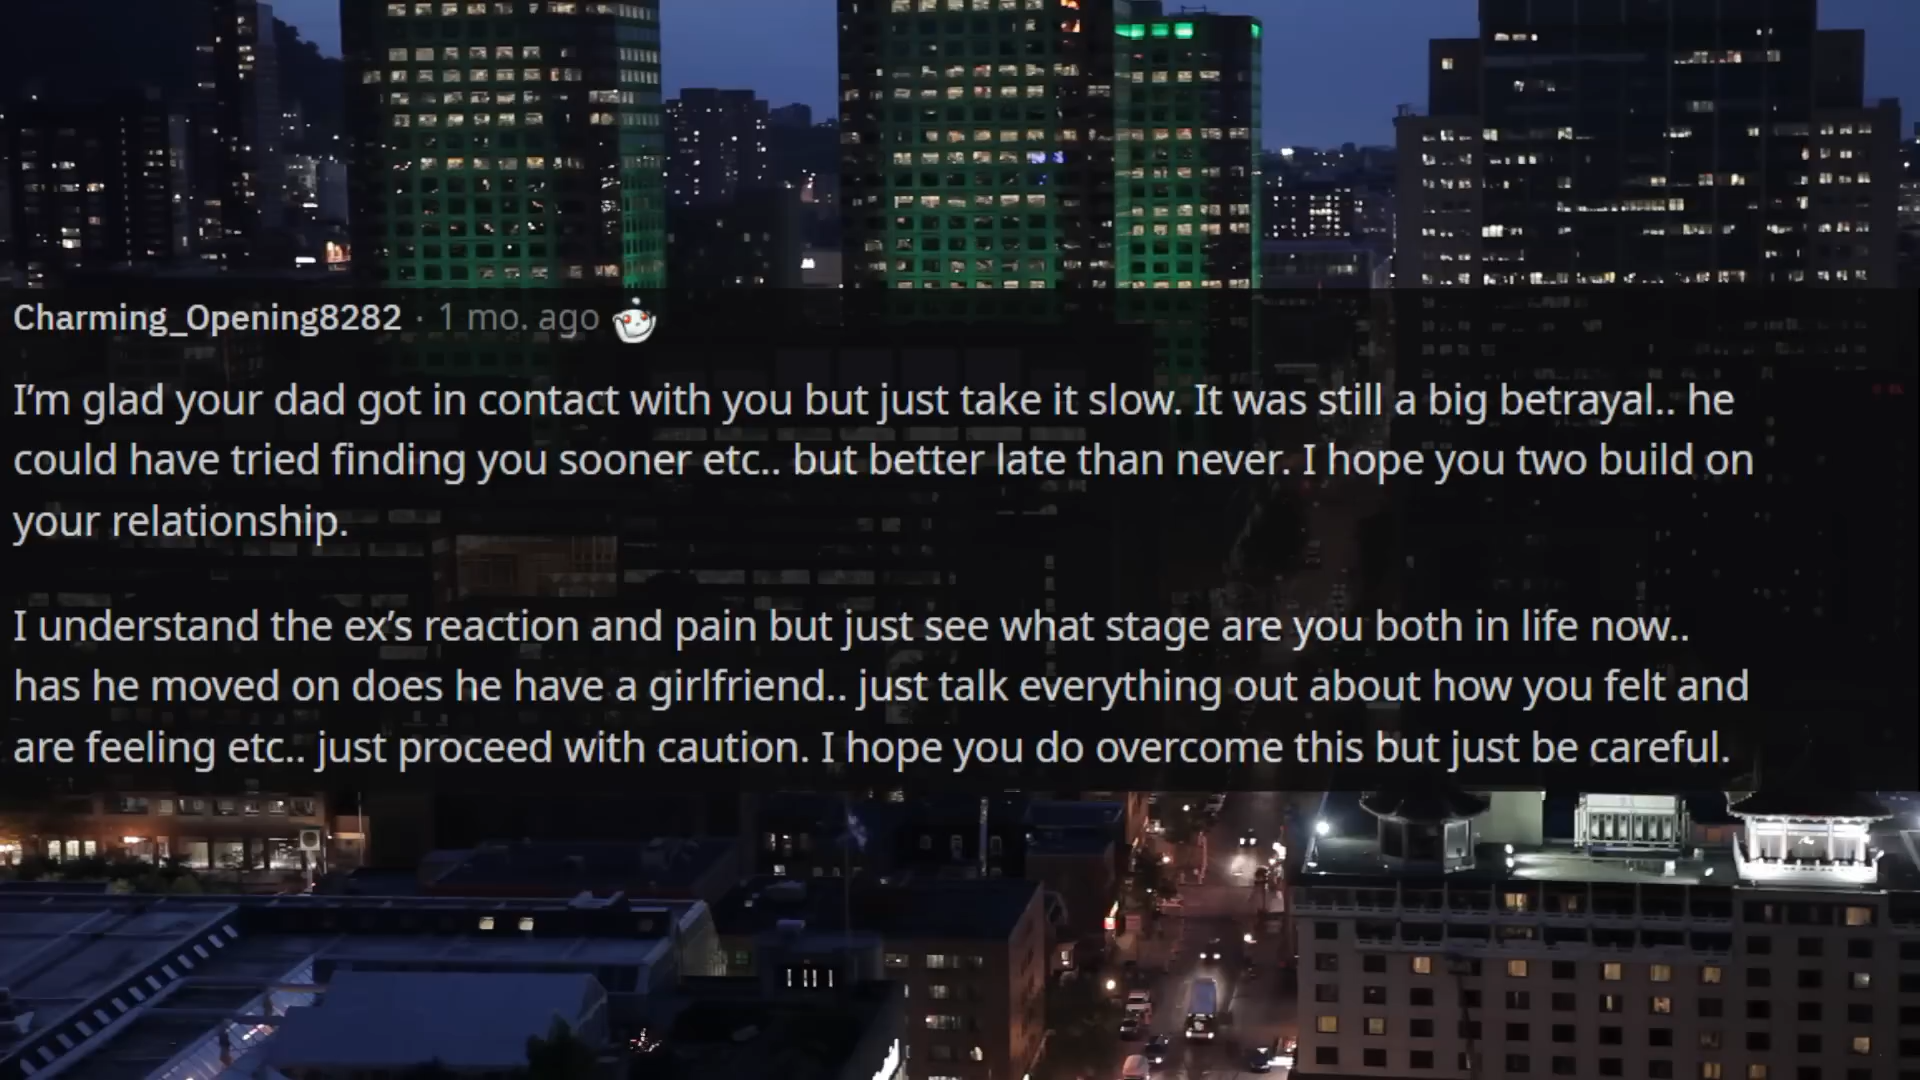 Charming_Opening8282 · 1 mo. ago
I’m glad your dad got in contact with you but just take it slow. It was still a big betrayal.. he
could have tried finding you sooner etc.. but better late than never. I hope you two build on
your relationship.
I understand the ex’s reaction and pain but just see what stage are you both in life now..
has he moved on does he have a girlfriend.. just talk everything out about how you felt and
are feeling etc.. just proceed with caution. I hope you do overcome this but just be careful.